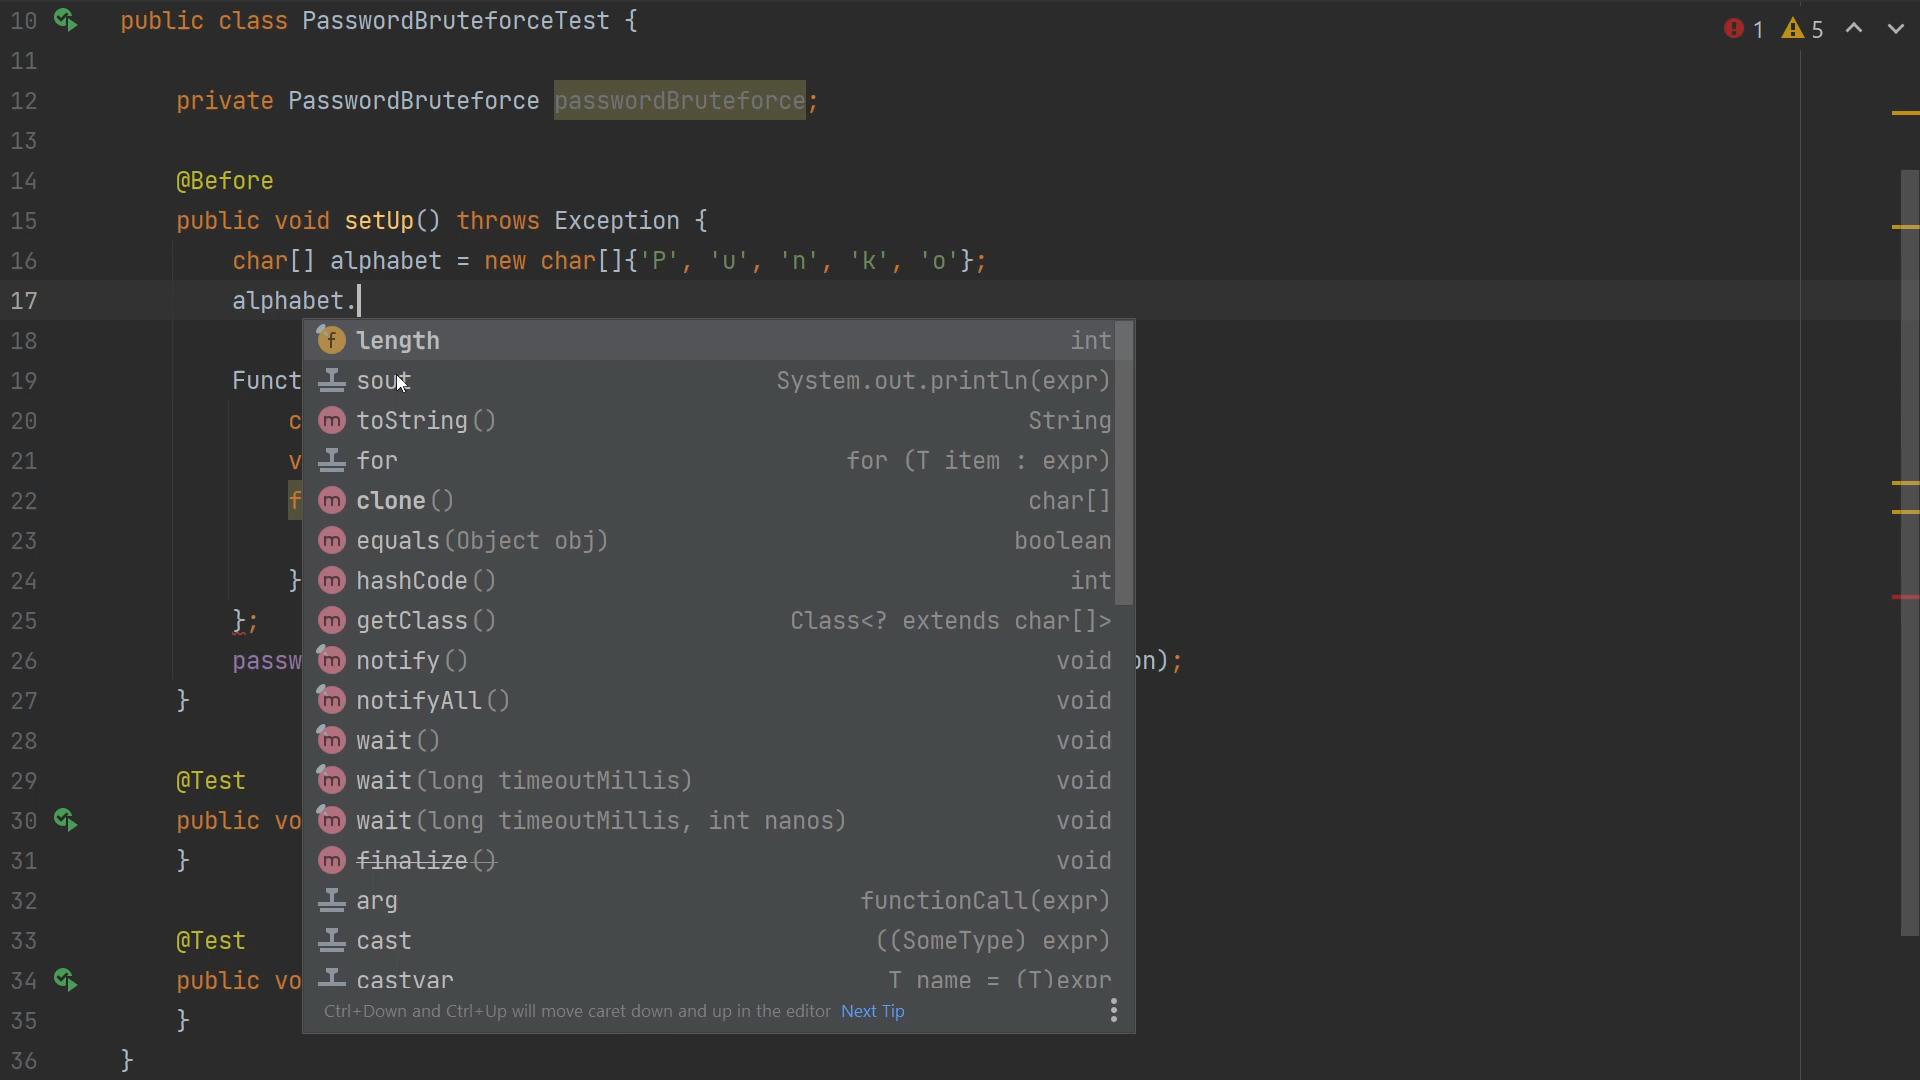 10 public class PasswordBruteforceTest {
1 5
11
12 private PasswordBruteforce passwordBruteforce;
13
14 @Before
15 public void setUp() throws Exception {
16 char[] alphabet = new char[]{'P', 'u', 'n', 'k', 'o'};
17 alphabet.
18 length int
19 Funct sout System.out.println(expr)
20 c toString() String
21 v for for (T item : expr)
22 f clone() char[]
23 equals(Object obj) boolean
24 } hashCode() int
25 }; getClass() Class<? extends char[]>
26 passw notify() void on);
27 } notifyAll() void
28 wait() void
29 @Test wait(long timeoutMillis) void
30 public vo wait(long timeoutMillis, int nanos) void
31 } finalize() void
32 arg functionCall(expr)
33 @Test cast ((SomeType) expr)
34 public vo castvar T name = (T)expr
Ctrl+Down and Ctrl+Up will move caret down and up in the editor Next Tip
35 }
36 }